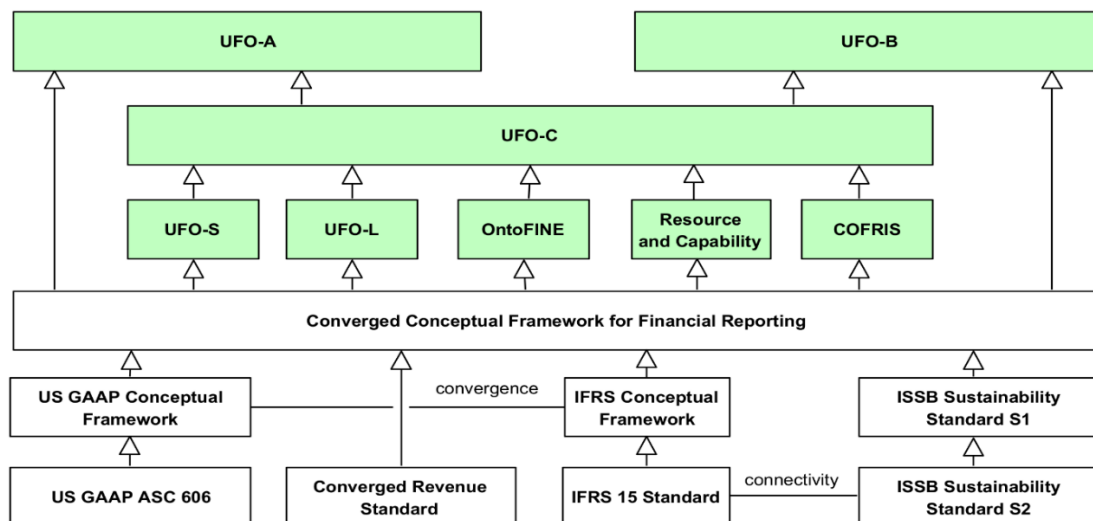 UFO-A
UFO-B
UFO-C
UFO-S
UFO-L
OntoFINE
Resource
and Capability
COFRIS
Converged Conceptual Framework for Financial Reporting
US GAAP Conceptual
Framework
convergence
IFRS Conceptual
Framework
ISSB Sustainability
Standard S1
US GAAP ASC 606
Converged Revenue
Standard
IFRS 15 Standard
connectivity
ISSB Sustainability
Standard S2